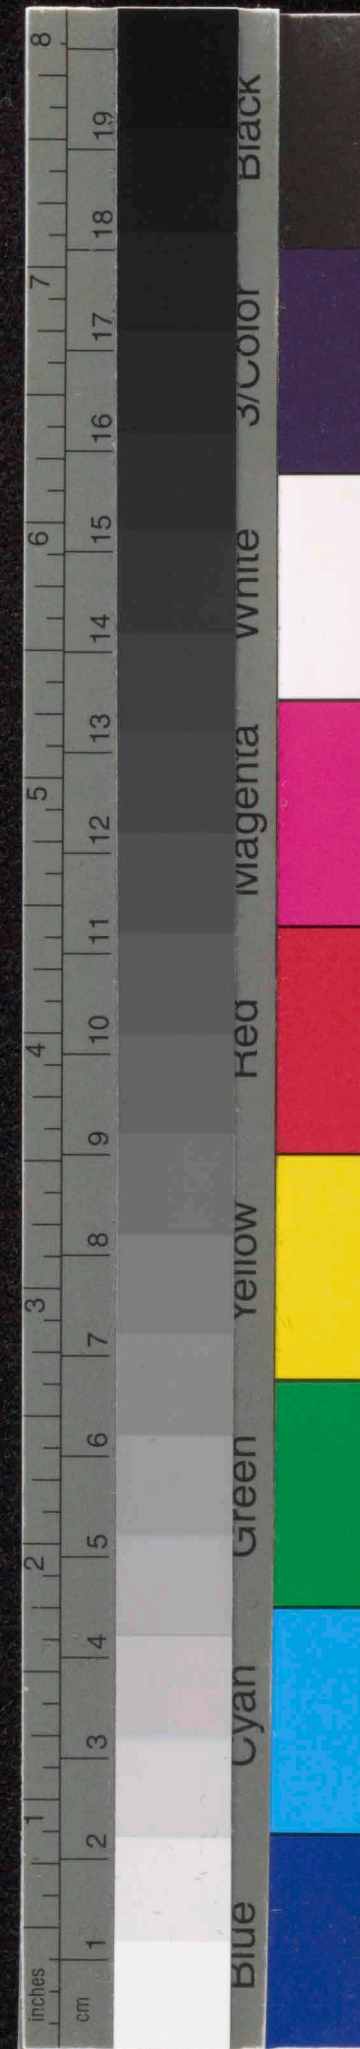 inches 1 2 3 4 5 6 7 8
cm 1 2 3 4 5 6 7 8 9 10 11 12 13 14 15 16 17 18 19
Blue Cyan Green Yellow Red Magenta White 3/Color Black